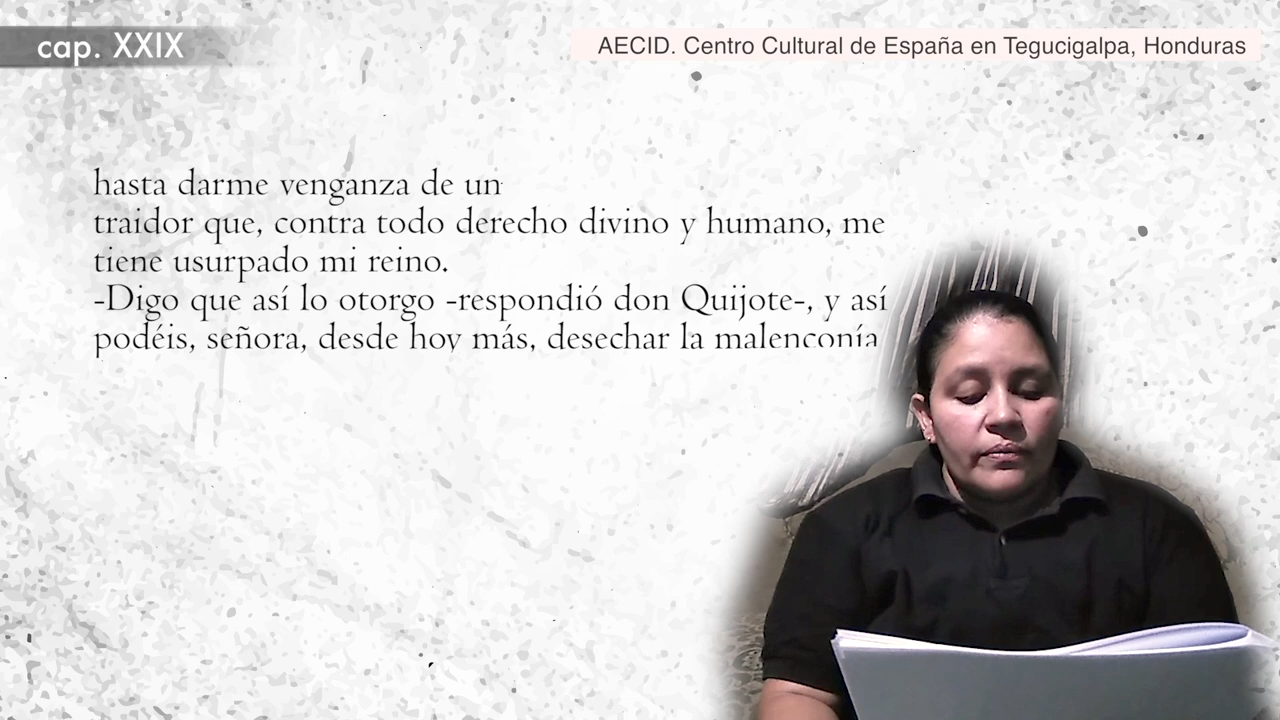 cap. XXIX
AECID. Centro Cultural de España en Tegucigalpa, Honduras
hasta darme venganza de un
traidor que, contra todo derecho divino y humano, me
tiene usurpado mi reino.
-Digo que así lo otorgo -respondió don Quijote-, y así
podéis, señora, desde hoy más, desechar la malenconía